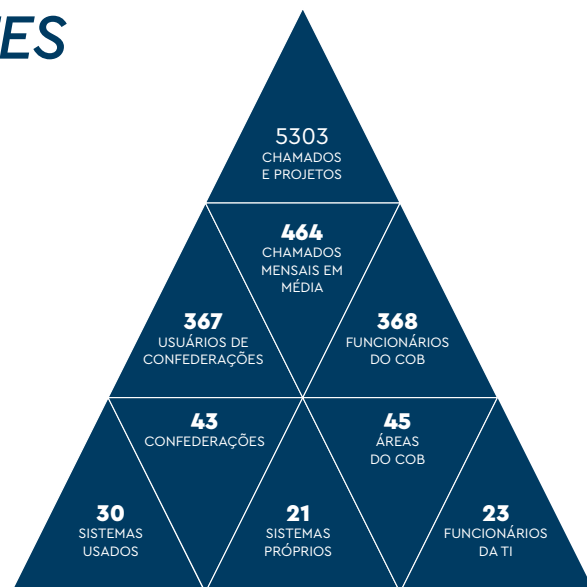 5303
CHAMADOS
E PROJETOS
464
CHAMADOS
MENSAIS EM
MÉDIA
367
USUÁRIOS DE
CONFEDERAÇÕES
368
FUNCIONÁRIOS
DO COB
43
CONFEDERAÇÕES
45
ÁREAS
DO COB
30
SISTEMAS
USADOS
21
SISTEMAS
PRÓPRIOS
23
FUNCIONÁRIOS
DA TI